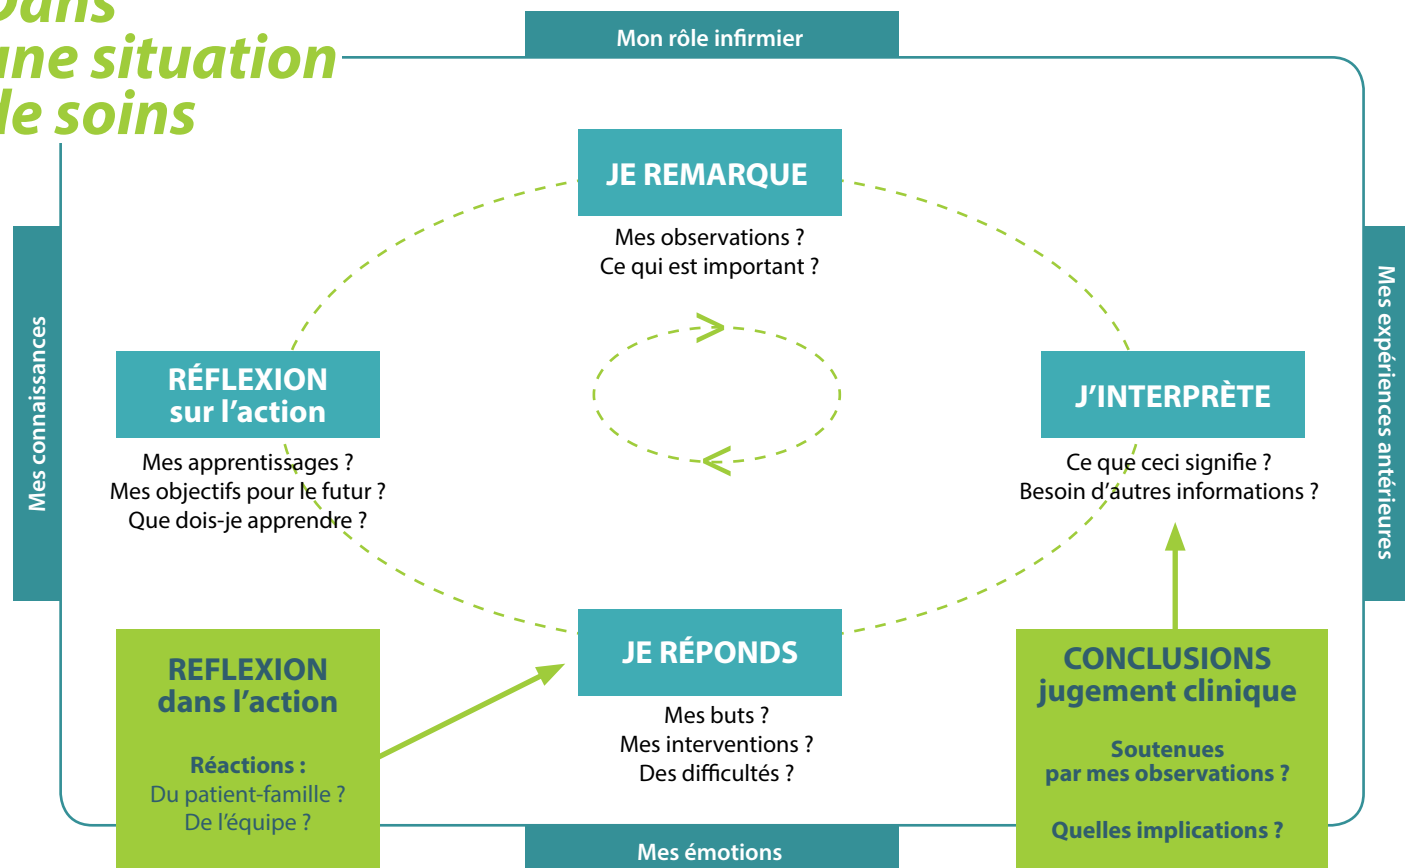 Dans
une situation
de soins
Mon rôle infirmier
JE REMARQUE
Mes observations ?
Ce qui est important ?
Mes connaissances
RÉFLEXION
sur l'action
Mes apprentissages ?
Mes objectifs pour le futur ?
Que dois-je apprendre ?
>
<
J'INTERPRÈTE
Ce que ceci signifie ?
Besoin d'autres informations ?
Mes expériences antérieures
REFLEXION
dans l'action
Réactions :
Du patient-famille ?
De l'équipe ?
JE RÉPONDS
Mes buts ?
Mes interventions ?
Des difficultés ?
CONCLUSIONS
jugement clinique
Soutenues
par mes observations ?
Quelles implications ?
Mes émotions